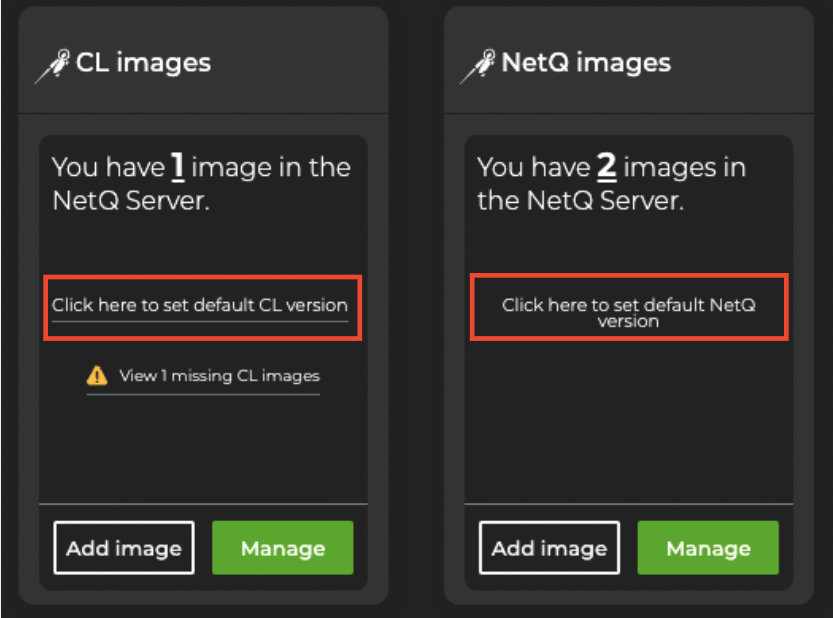 CL images
You have 1 image in the
NetQ Server.
Click here to set default CL version
View 1 missing CL images
Add image
Manage
NetQ images
You have 2 images in
the NetQ Server.
Click here to set default NetQ
version
Add image
Manage